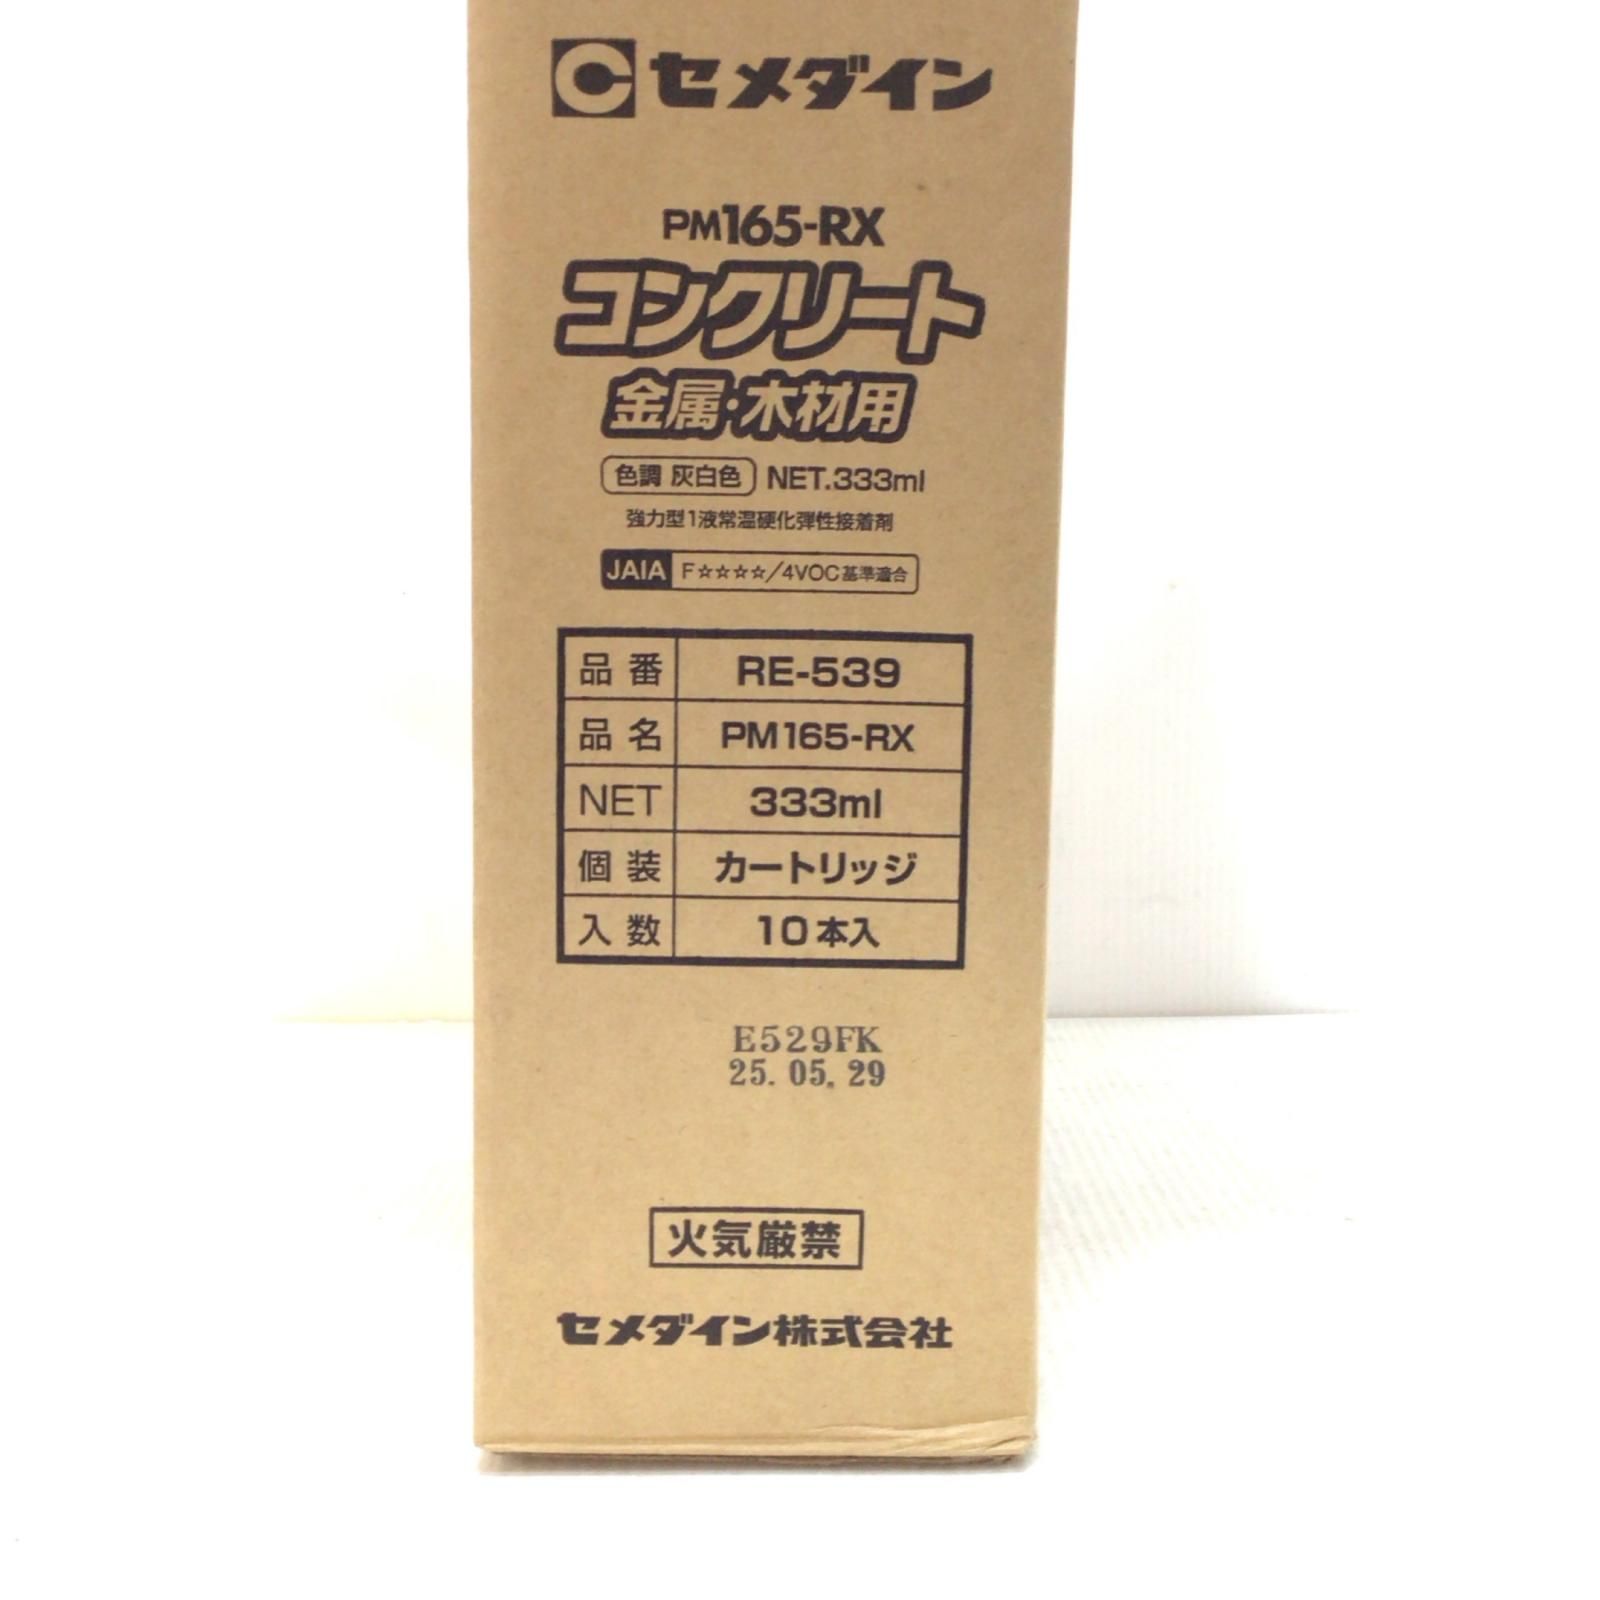 C セメダイン
PM165-RX
コンクリート
金属・木材用
色調 灰白色 NET.333ml
強力型1液常温硬化弾性接着剤
JAIA F☆☆☆☆/4VOC基準適合
品番 RE-539
品名 PM165-RX
NET 333ml
個装 カートリッジ
入数 10本入
E529FK
25.05.29
火気厳禁
セメダイン株式会社